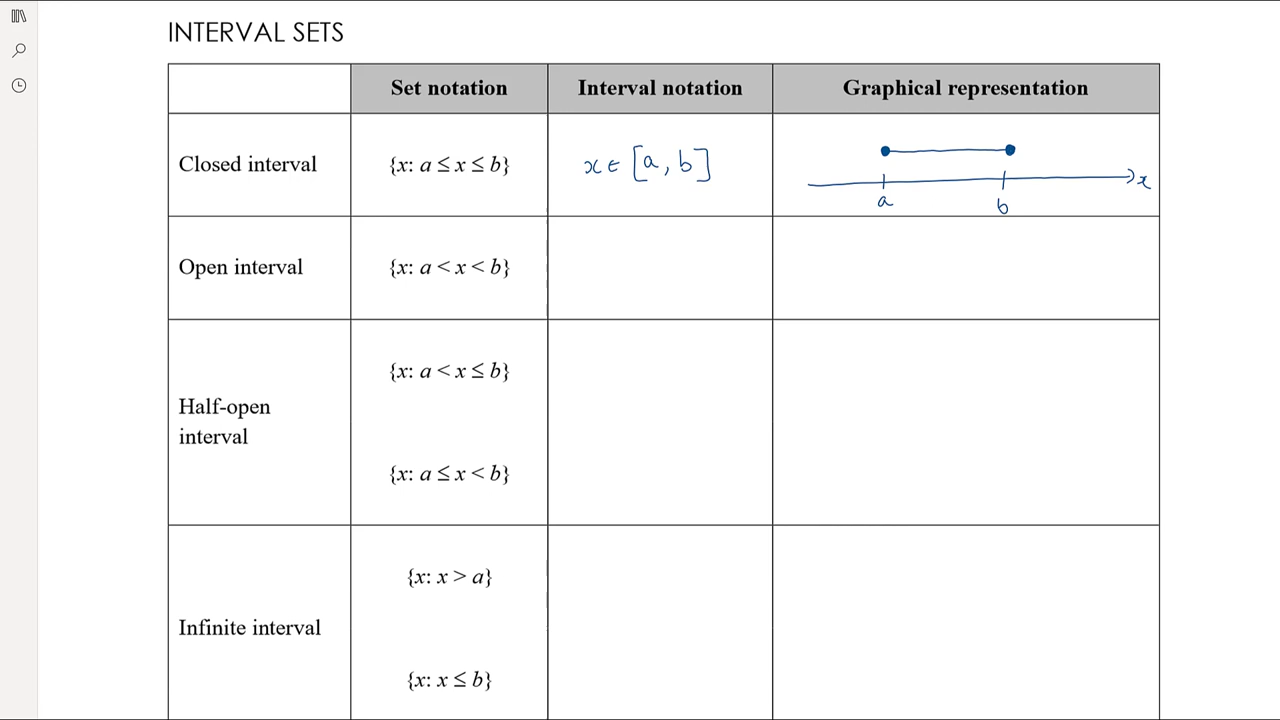 INTERVAL SETS
Set notation Interval notation Graphical representation
Closed interval {x: a ≤ x ≤ b} x ∈ [a, b]
x
a b
Open interval {x: a < x < b}
{x: a < x ≤ b}
Half-open
interval
{x: a ≤ x < b}
{x: x > a}
Infinite interval
{x: x ≤ b}